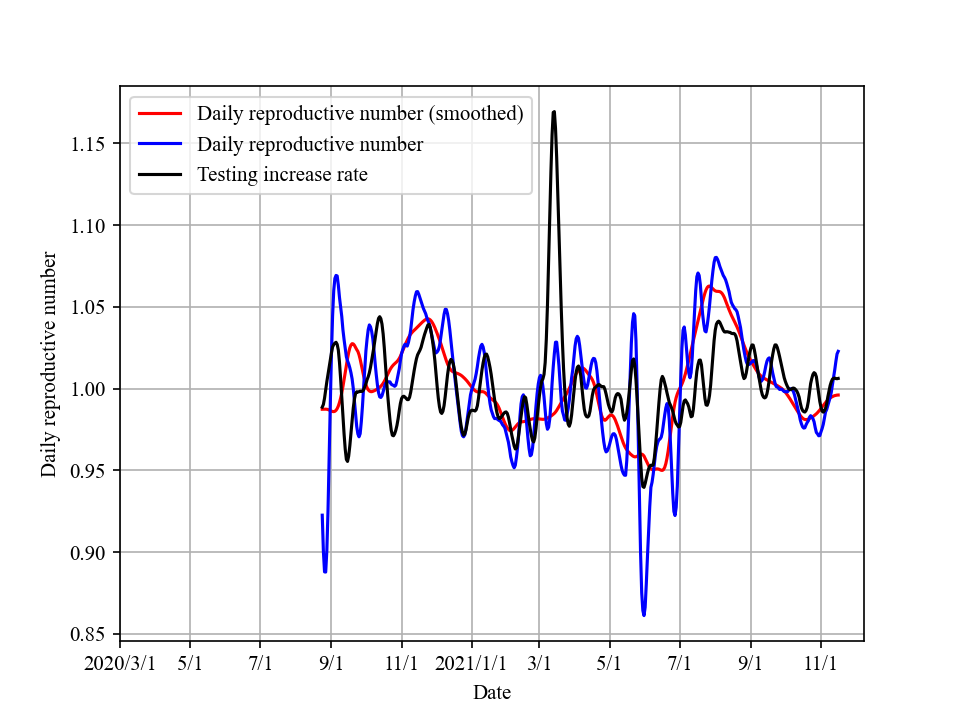 Daily reproductive number (smoothed)
Daily reproductive number
Testing increase rate
Daily reproductive number
1.15
1.10
1.05
1.00
0.95
0.90
0.85
2020/3/1 5/1 7/1 9/1 11/1 2021/1/1 3/1 5/1 7/1 9/1 11/1
Date